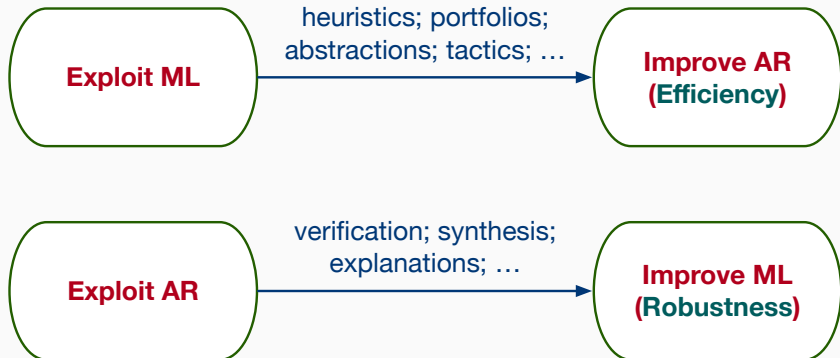 heuristics; portfolios;
abstractions; tactics; …
Exploit ML
Improve AR
(Efficiency)
verification; synthesis;
explanations; …
Exploit AR
Improve ML
(Robustness)